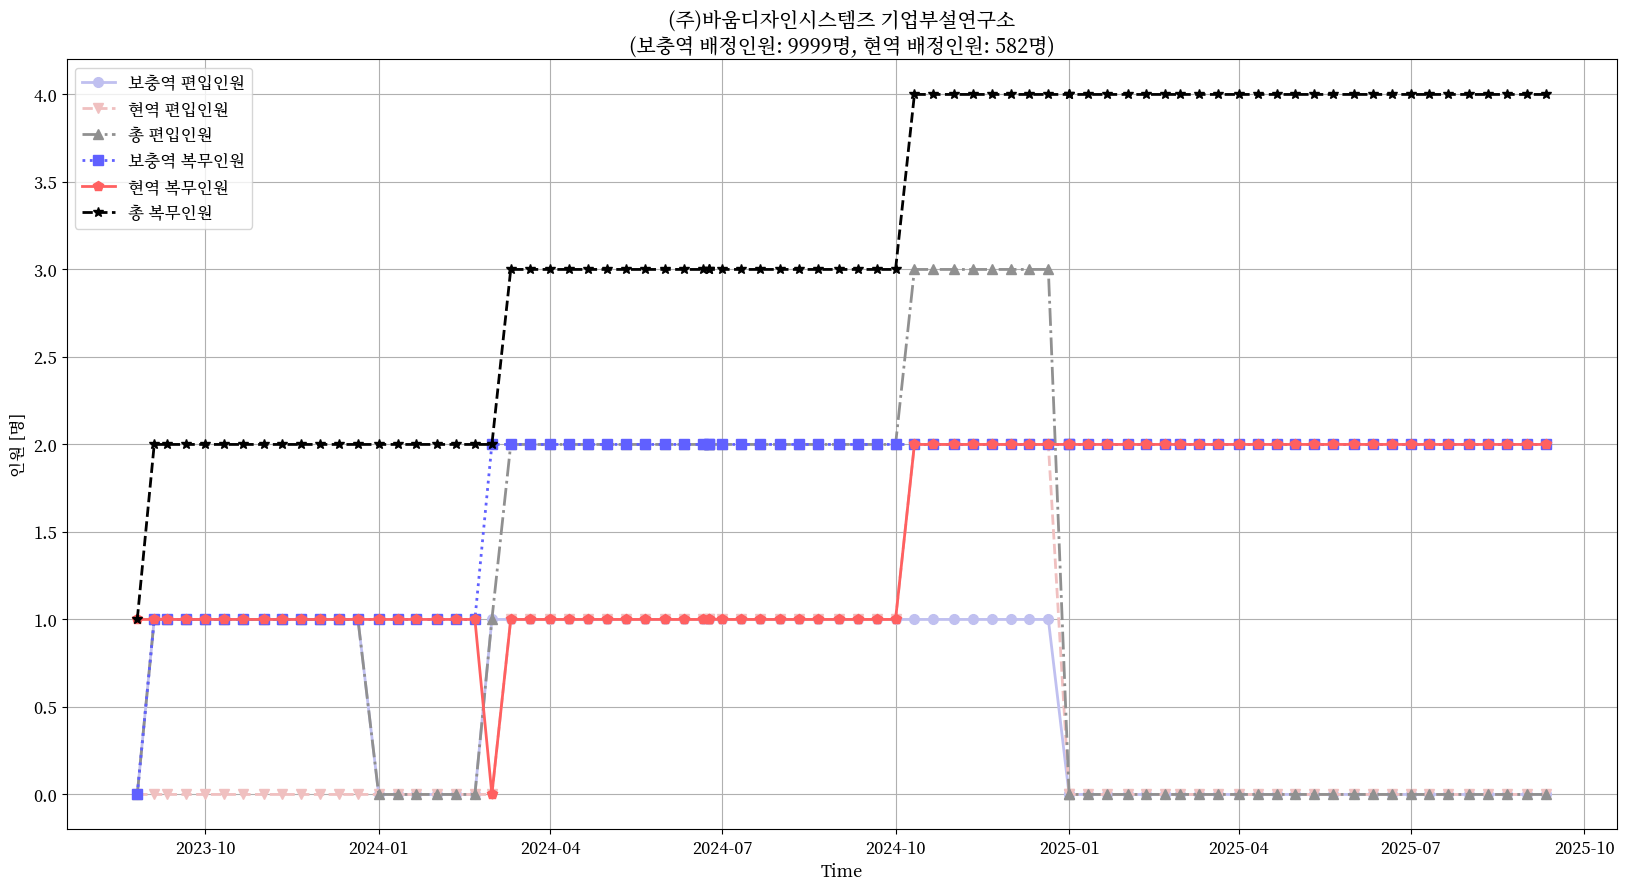 (주)바움디자인시스템즈 기업부설연구소
(보충역 배정인원: 9999명, 현역 배정인원: 582명)
보충역 편입인원
현역 편입인원
총 편입인원
보충역 복무인원
현역 복무인원
총 복무인원
4.0
3.5
3.0
2.5
2.0
1.5
1.0
0.5
0.0
인원 [명]
2023-10 2024-01 2024-04 2024-07 2024-10 2025-01 2025-04 2025-07 2025-10
Time